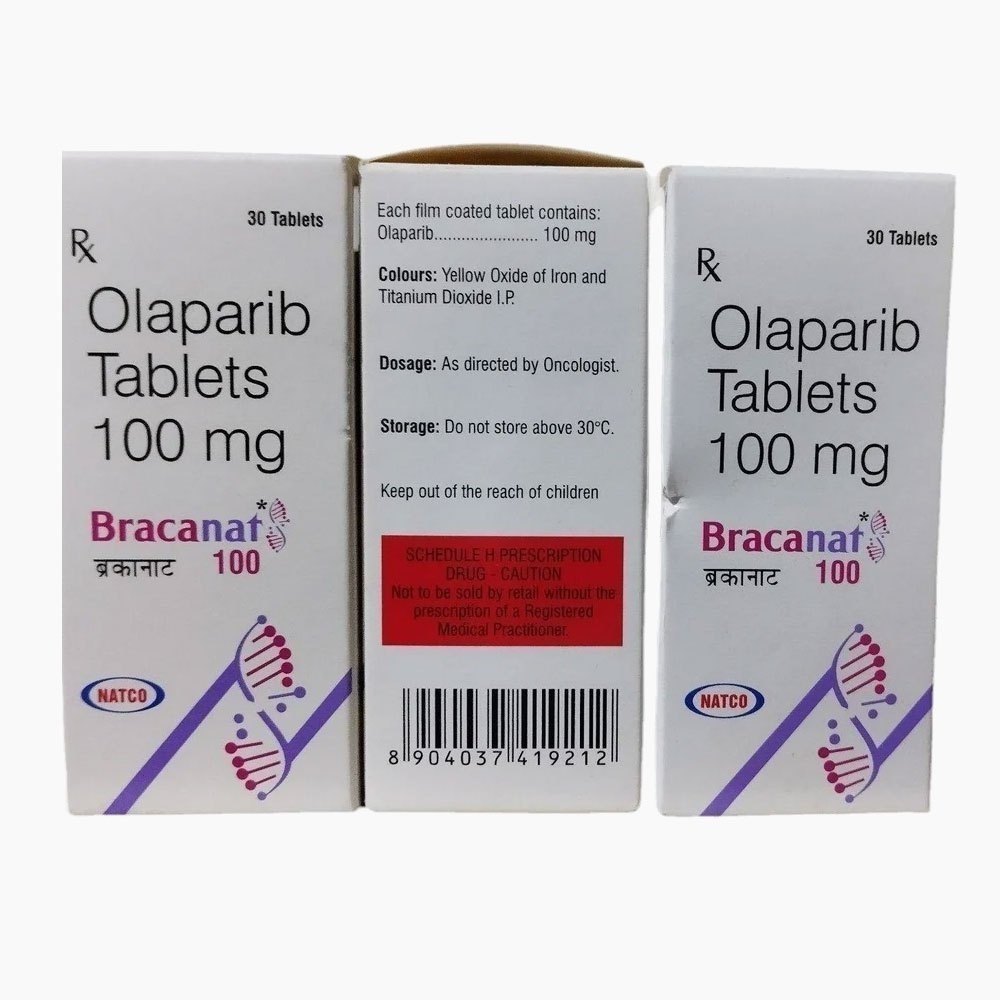 30 Tablets
Rx
Olaparib
Tablets
100 mg
Bracanat*
100
ब्रकानाट
NATCO
Each film coated tablet contains:
Olaparib....................... 100 mg
Colours: Yellow Oxide of Iron and
Titanium Dioxide I.P.
Dosage: As directed by Oncologist.
Storage: Do not store above 30°C.
Keep out of the reach of children
SCHEDULE H PRESCRIPTION
DRUG - CAUTION
Not to be sold by retail without the
prescription of a Registered
Medical Practitioner.
8 904037 419212
30 Tablets
Rx
Olaparib
Tablets
100 mg
Bracanat*
100
ब्रकानाट
NATCO